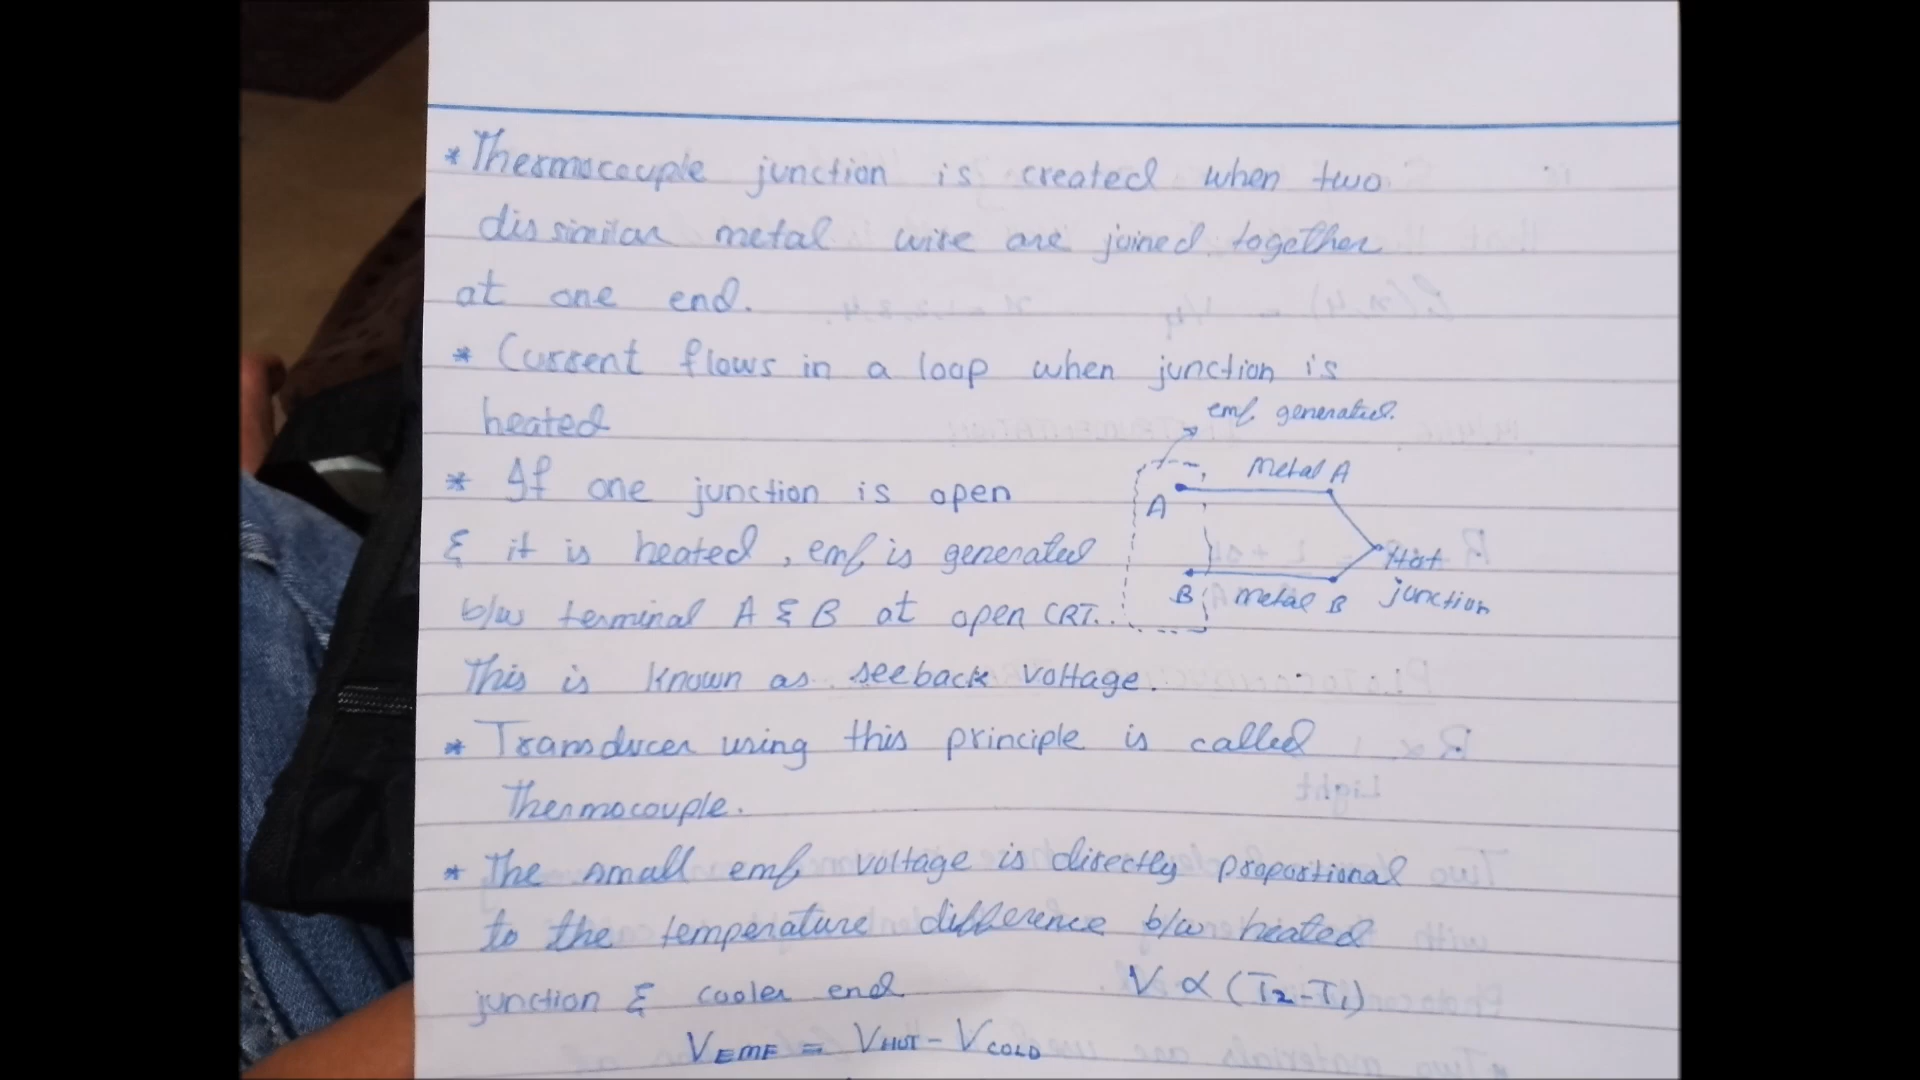 * Thermocouple junction is created when two
dissimilar metal wire are joined together
at one end.
* Current flows in a loop when junction is
heated
emf generated.
* If one junction is open
Metal A
A
& it is heated, emf is generated
Hot
junction
B
metal B
b/w terminal A & B at open CRT.
This is known as seeback voltage.
* Transducer using this principle is called
Thermocouple.
* The small emf voltage is directly proportional
to the temperature difference b/w heated
junction & cooler end
V ∝ (T2-T1)
VEMF = VHOT - VCOLD